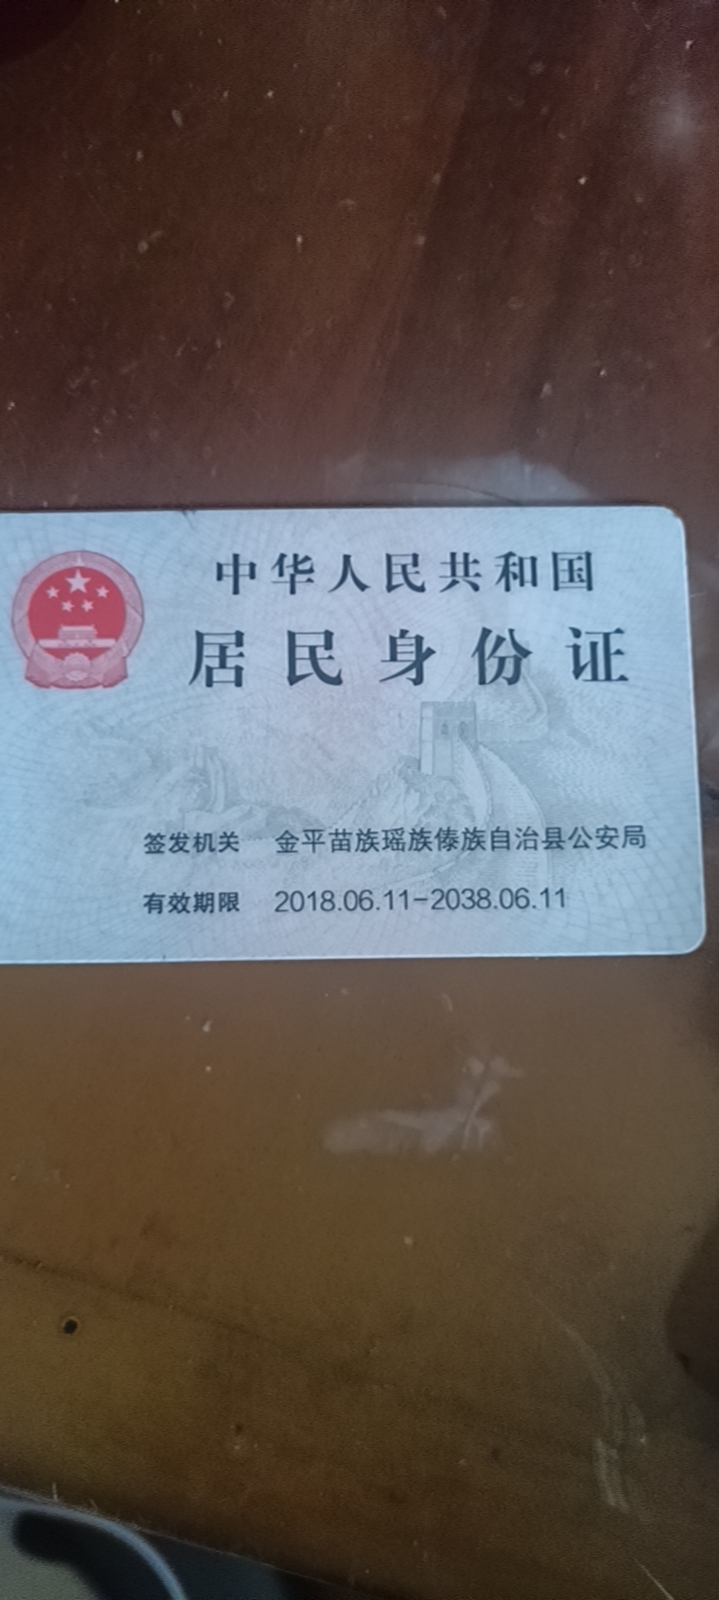 中华人民共和国
居民身份证
签发机关 金平苗族瑶族傣族自治县公安局
有效期限 2018.06.11-2038.06.11